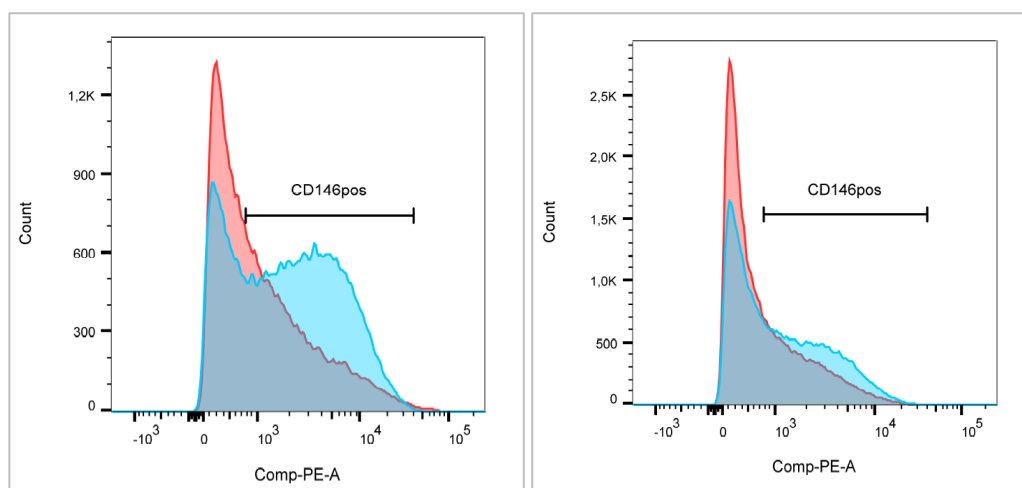 1,2K
900
600
300
0
Count
CD146pos
-10³
0
10³
10⁴
10⁵
Comp-PE-A
2,5K
2,0K
1,5K
1,0K
500
0
Count
CD146pos
-10³
0
10³
10⁴
10⁵
Comp-PE-A